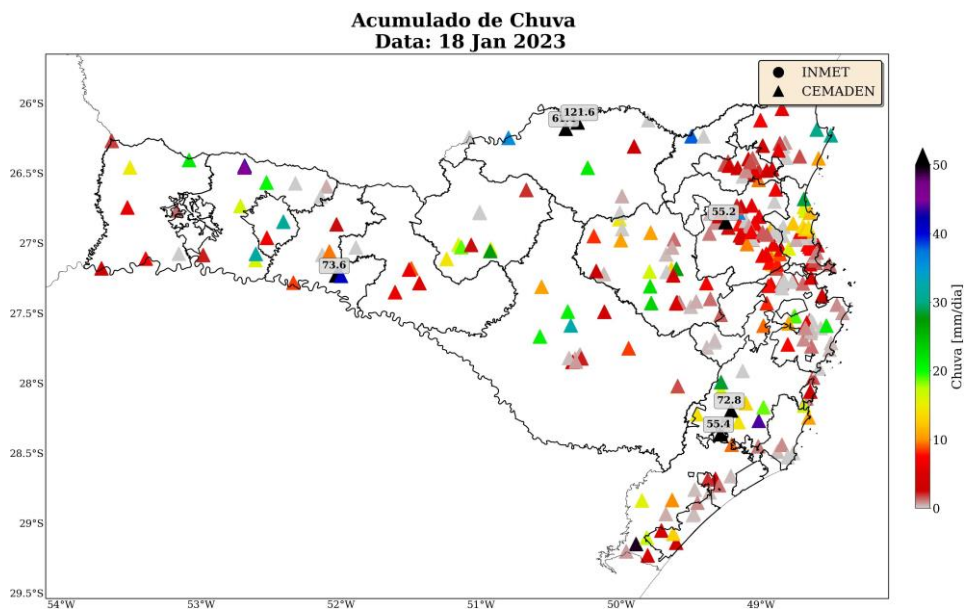 Acumulado de Chuva
Data: 18 Jan 2023
INMET
CEMADEN
26°S
26.5°S
27°S
27.5°S
28°S
28.5°S
29°S
29.5°S
54°W
53°W
52°W
51°W
50°W
49°W
121.6
55.2
73.6
72.8
55.4
50
40
30
20
10
0
Chuva [mm/dia]